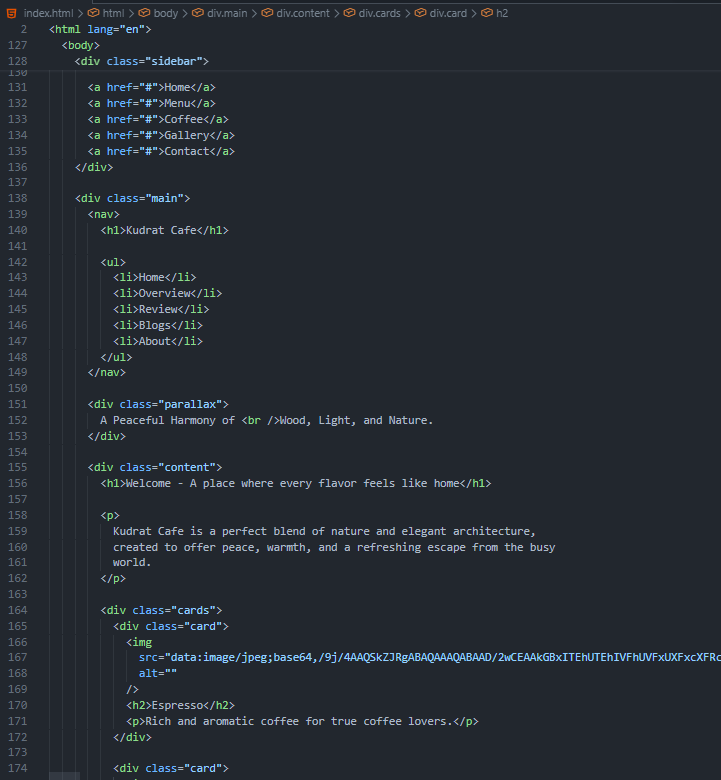 index.html > html > body > div.main > div.content > div.cards > div.card > h2
2 <html lang="en">
127 <body>
128 <div class="sidebar">
130
131 <a href="#">Home</a>
132 <a href="#">Menu</a>
133 <a href="#">Coffee</a>
134 <a href="#">Gallery</a>
135 <a href="#">Contact</a>
136 </div>
137
138 <div class="main">
139 <nav>
140 <h1>Kudrat Cafe</h1>
141
142 <ul>
143 <li>Home</li>
144 <li>Overview</li>
145 <li>Review</li>
146 <li>Blogs</li>
147 <li>About</li>
148 </ul>
149 </nav>
150
151 <div class="parallax">
152 A Peaceful Harmony of <br />Wood, Light, and Nature.
153 </div>
154
155 <div class="content">
156 <h1>Welcome - A place where every flavor feels like home</h1>
157
158 <p>
159 Kudrat Cafe is a perfect blend of nature and elegant architecture,
160 created to offer peace, warmth, and a refreshing escape from the busy
161 world.
162 </p>
163
164 <div class="cards">
165 <div class="card">
166 <img
167 src="data:image/jpeg;base64,/9j/4AAQSkZJRgABAQAAAQABAAD/2wCEAAkGBxITEhUTEhIVFhUVFxUXFxcXFRc
168 alt=""
169 />
170 <h2>Espresso</h2>
171 <p>Rich and aromatic coffee for true coffee lovers.</p>
172 </div>
173
174 <div class="card">